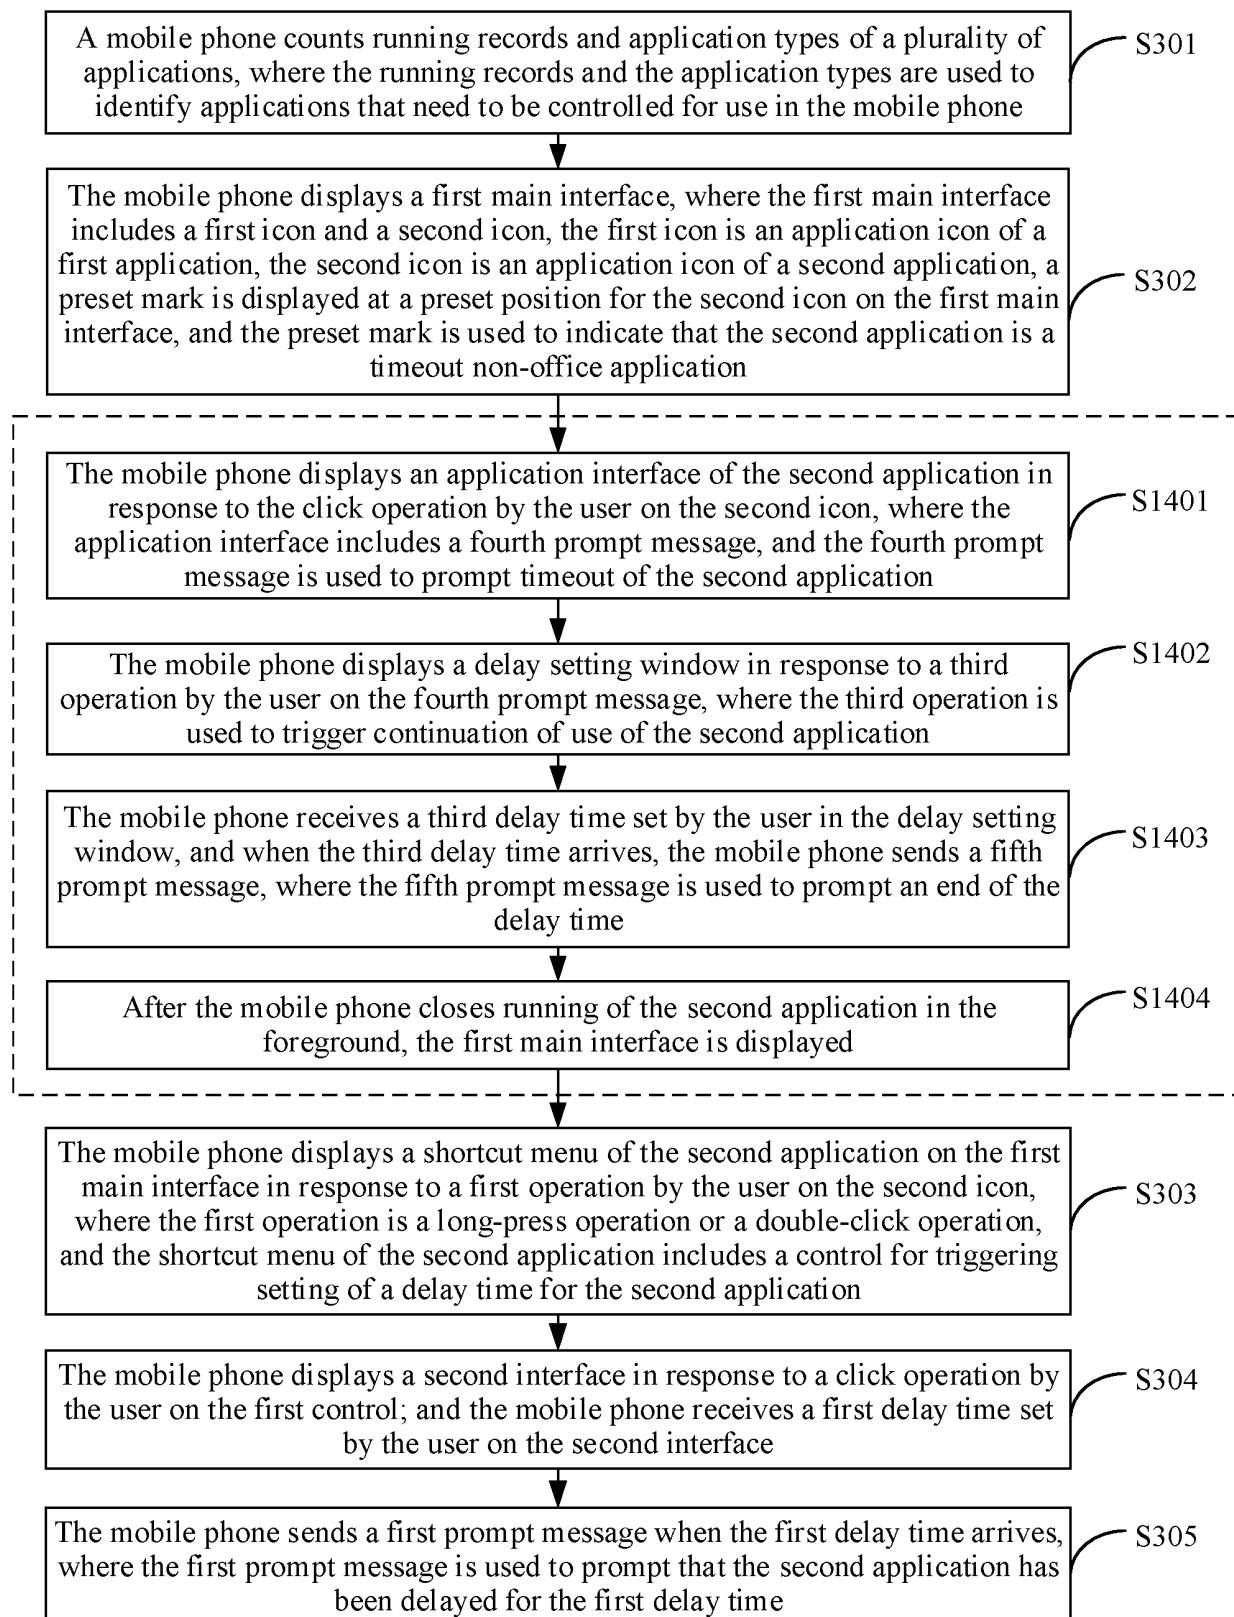 A mobile phone counts running records and application types of a plurality of
applications, where the running records and the application types are used to
identify applications that need to be controlled for use in the mobile phone
S301
The mobile phone displays a first main interface, where the first main interface
includes a first icon and a second icon, the first icon is an application icon of a
first application, the second icon is an application icon of a second application, a
preset mark is displayed at a preset position for the second icon on the first main
interface, and the preset mark is used to indicate that the second application is a
timeout non-office application
S302
The mobile phone displays an application interface of the second application in
response to the click operation by the user on the second icon, where the
application interface includes a fourth prompt message, and the fourth prompt
message is used to prompt timeout of the second application
S1401
The mobile phone displays a delay setting window in response to a third
operation by the user on the fourth prompt message, where the third operation is
used to trigger continuation of use of the second application
S1402
The mobile phone receives a third delay time set by the user in the delay setting
window, and when the third delay time arrives, the mobile phone sends a fifth
prompt message, where the fifth prompt message is used to prompt an end of the
delay time
S1403
After the mobile phone closes running of the second application in the
foreground, the first main interface is displayed
S1404
The mobile phone displays a shortcut menu of the second application on the first
main interface in response to a first operation by the user on the second icon,
where the first operation is a long-press operation or a double-click operation,
and the shortcut menu of the second application includes a control for triggering
setting of a delay time for the second application
S303
The mobile phone displays a second interface in response to a click operation by
the user on the first control; and the mobile phone receives a first delay time set
by the user on the second interface
S304
The mobile phone sends a first prompt message when the first delay time arrives,
where the first prompt message is used to prompt that the second application has
been delayed for the first delay time
S305